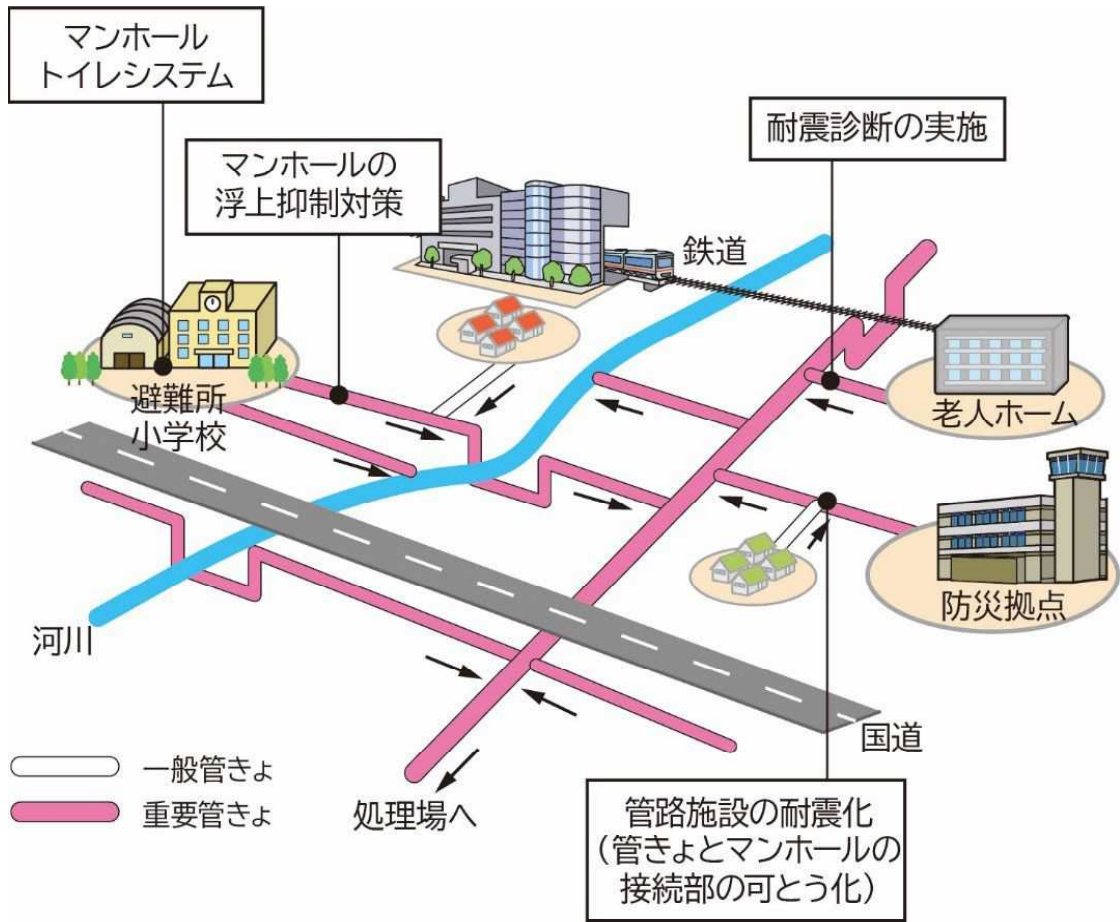 マンホール
トイレシステム
マンホールの
浮上抑制対策
耐震診断の実施
鉄道
避難所
小学校
老人ホーム
防災拠点
河川
国道
一般管きょ
重要管きょ
処理場へ
管路施設の耐震化
（管きょとマンホールの
接続部の可とう化）